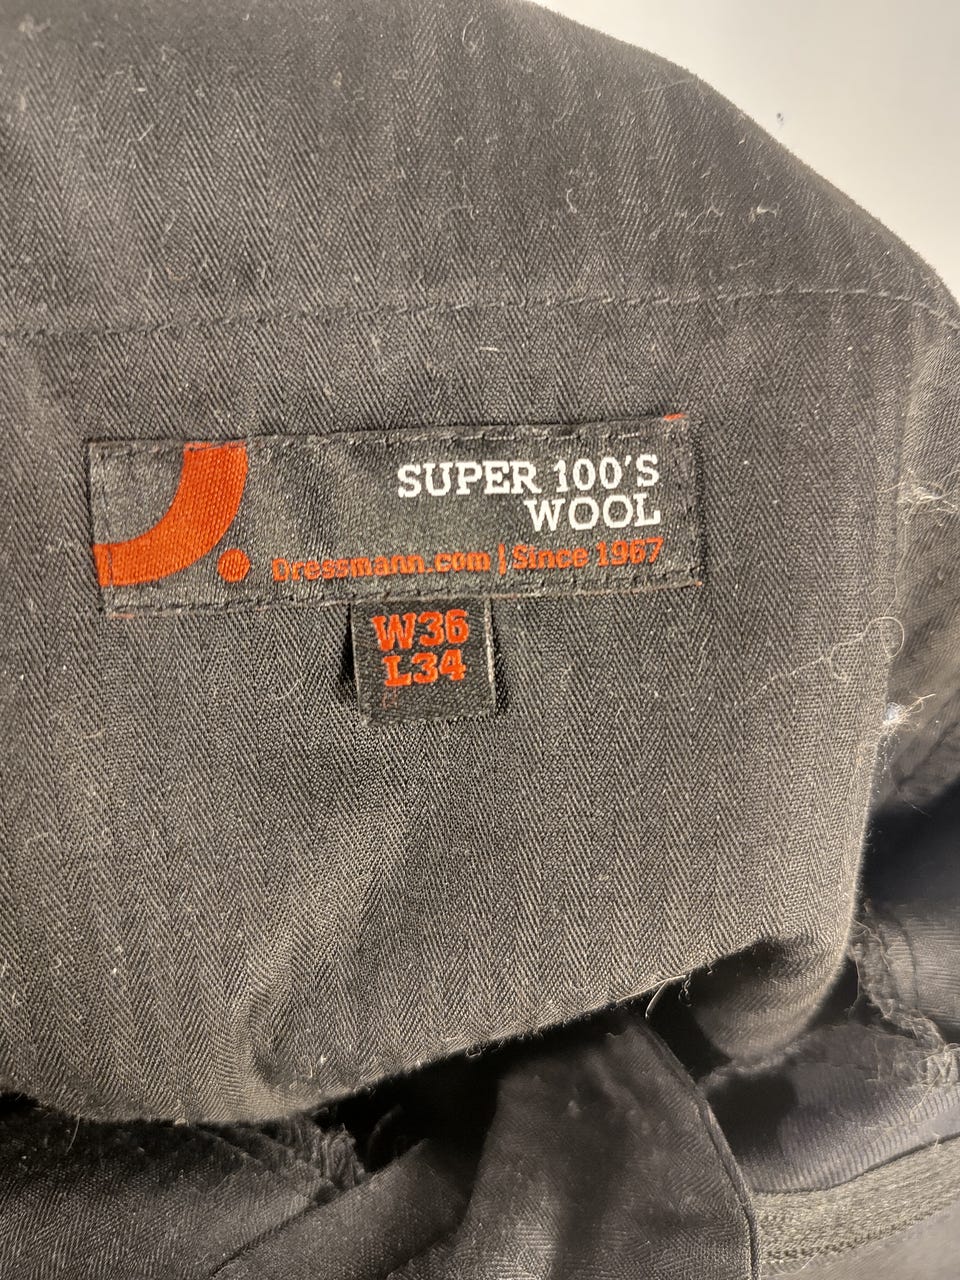 SUPER 100'S
WOOL
Dressmann.com | Since 1967
W36
L34